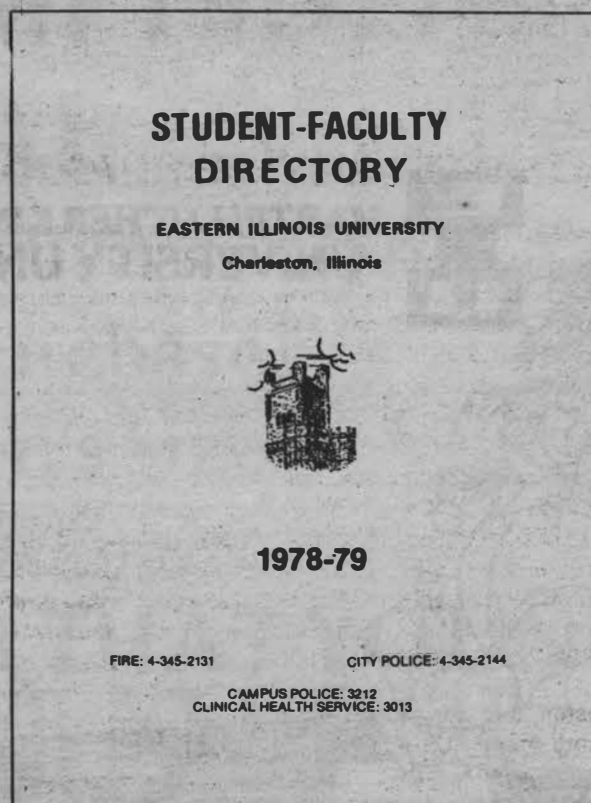 STUDENT-FACULTY
DIRECTORY
EASTERN ILLINOIS UNIVERSITY
Charleston, Illinois
1978-79
FIRE: 4-345-2131 CITY POLICE: 4-345-2144
CAMPUS POLICE: 3212
CLINICAL HEALTH SERVICE: 3013